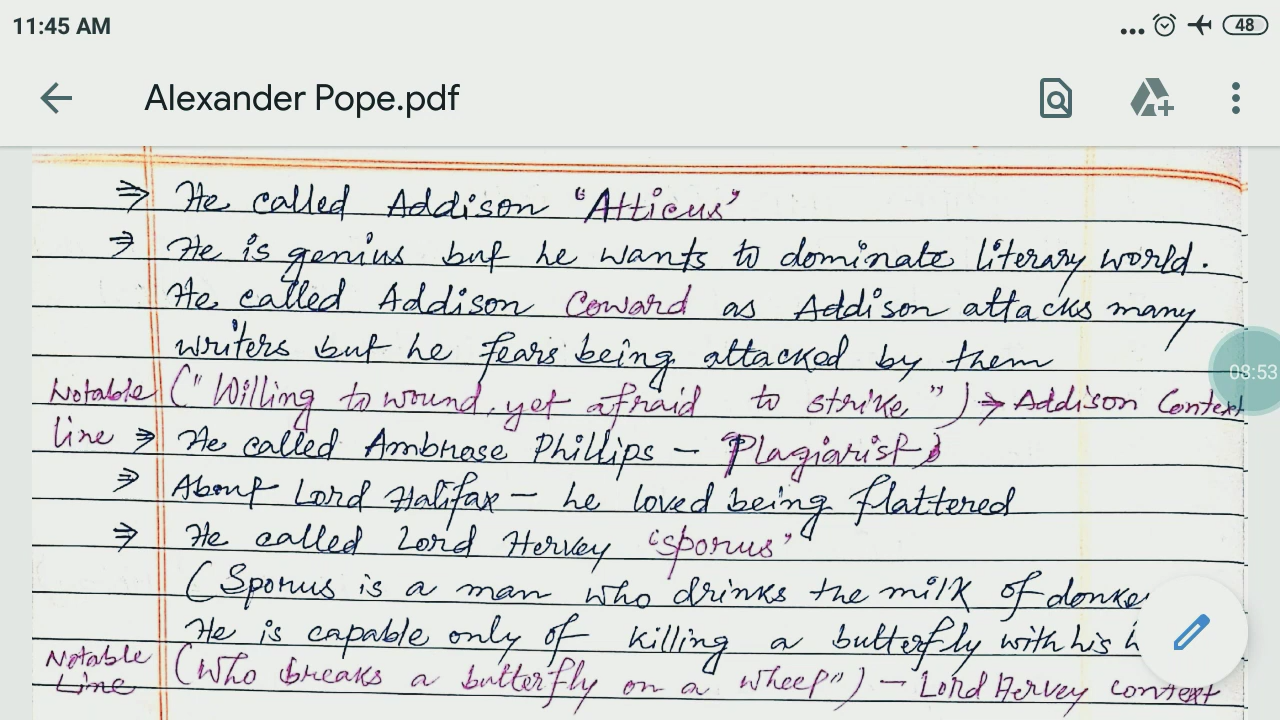 11:45 AM
48
Alexander Pope.pdf
⇒ He called Addison "Atticus"
⇒ He is genius but he wants to dominate literary world.
He called Addison Coward as Addison attacks many
writers but he fears being attacked by them
03:53
Notable ("Willing to wound, yet afraid to strike") → Addison Context
line ⇒ He called Ambrose Phillips - "Plagiarist"
⇒ About Lord Halifax - he loved being flattered
⇒ He called Lord Hervey "sporus"
(Sporus is a man who drinks the milk of donke
He is capable only of killing a butterfly with his h
Notable (Who breaks a butterfly on a wheel") - Lord Hervey context
Line